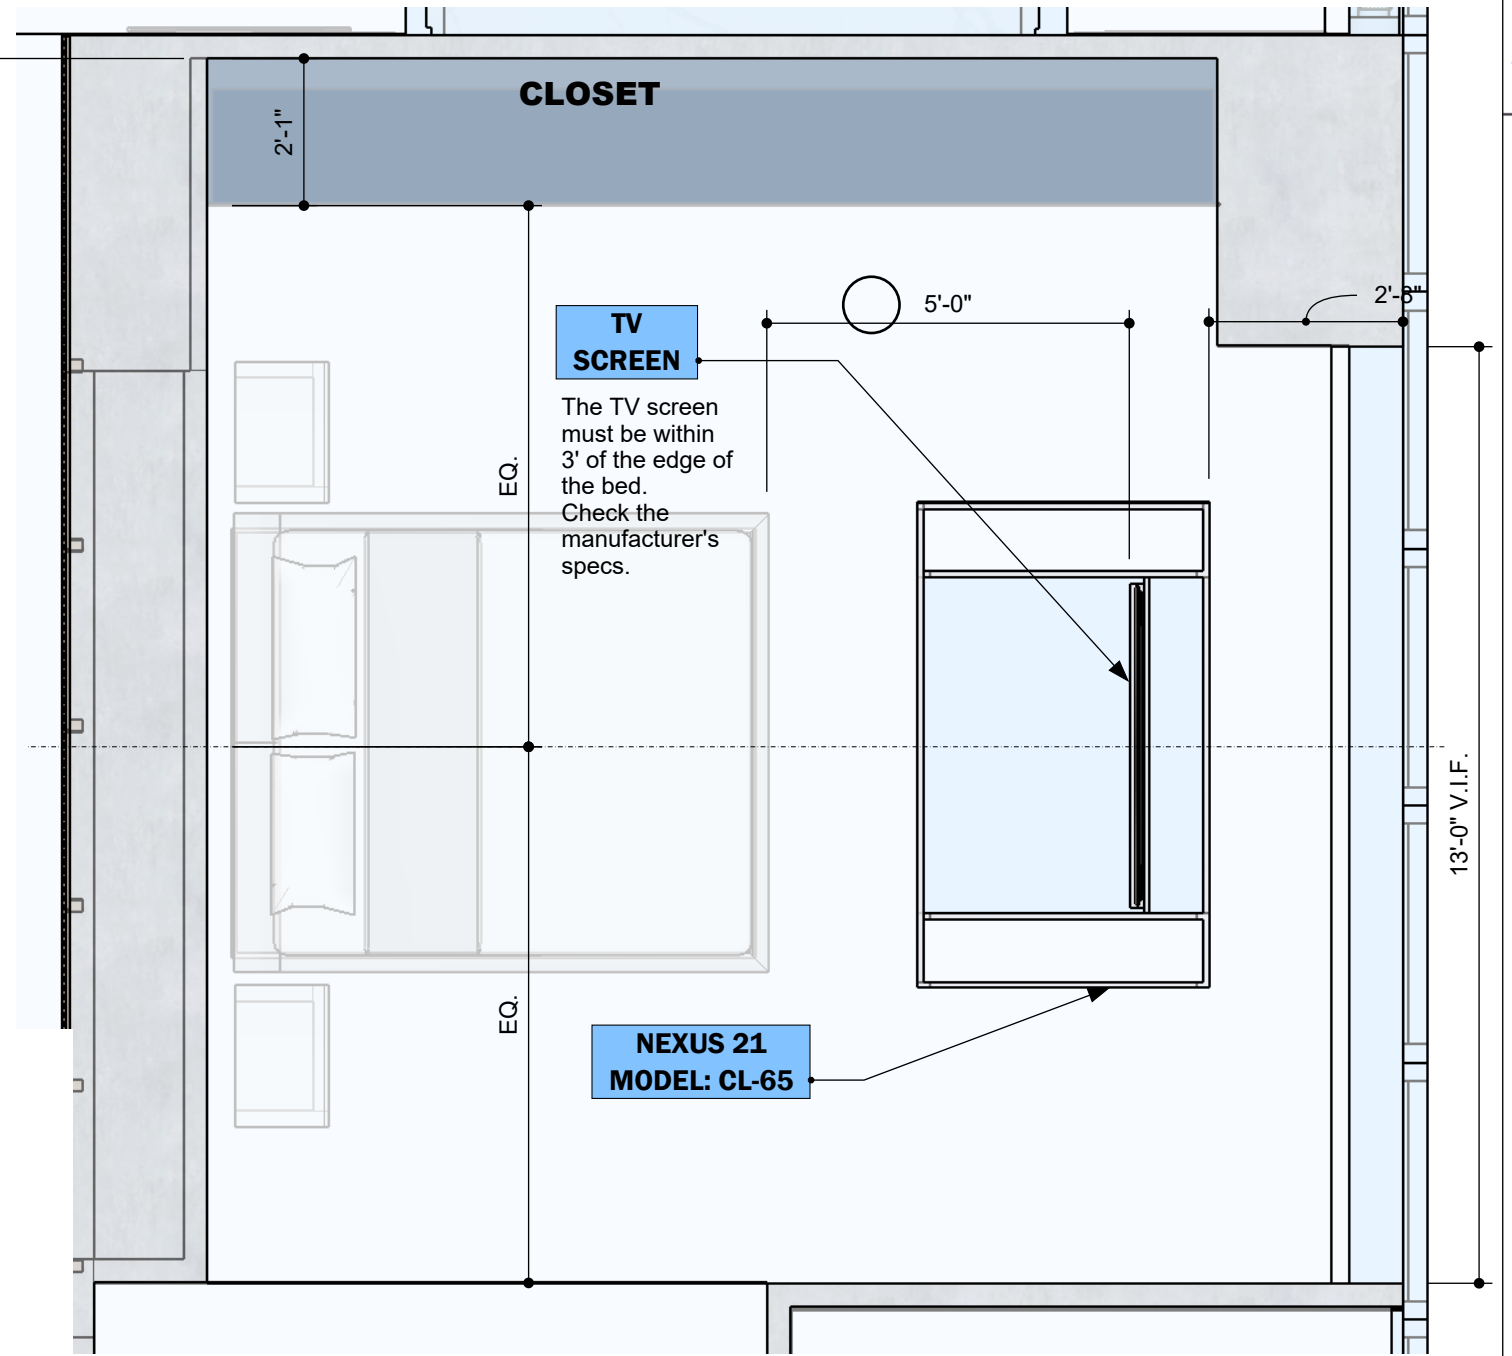 CLOSET
2'-1"
5'-0"
2'-8"
TV
SCREEN
The TV screen
must be within
3' of the edge of
the bed.
Check the
manufacturer's
specs.
EQ.
13'-0" V.I.F.
EQ.
NEXUS 21
MODEL: CL-65